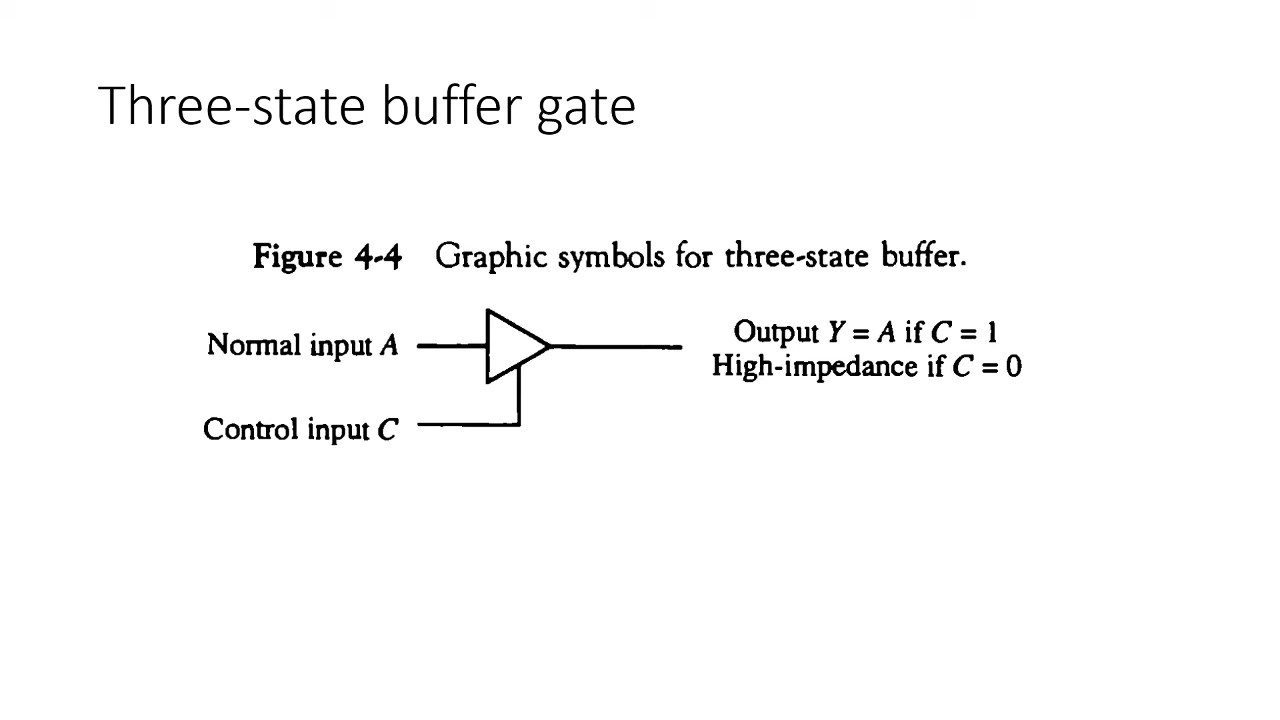 Three-state buffer gate
Figure 4-4 Graphic symbols for three-state buffer.
Normal input A
Output Y = A if C = 1
High-impedance if C = 0
Control input C